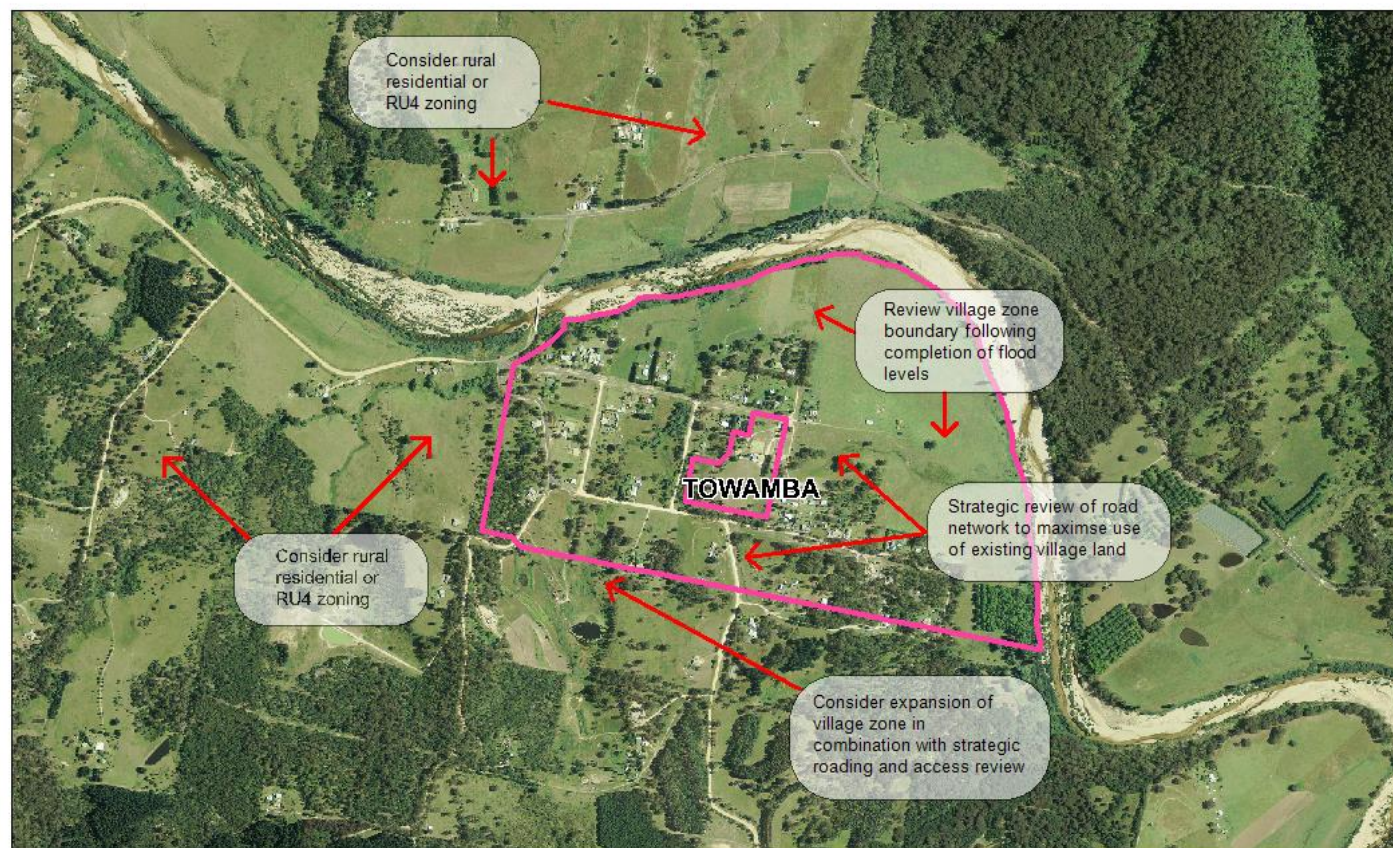 Consider rural
residential or
RU4 zoning
Review village zone
boundary following
completion of flood
levels
TOWAMBA
Strategic review of road
network to maximse use
of existing village land
Consider rural
residential or
RU4 zoning
Consider expansion of
village zone in
combination with strategic
roading and access review